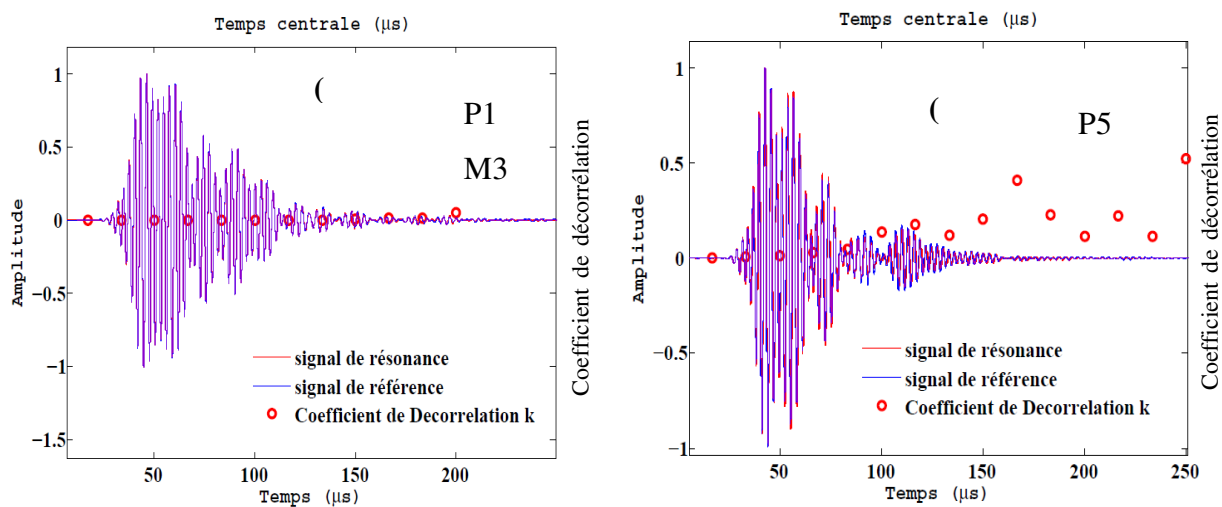 Temps centrale (μs)
(
P1
M3
1
0.5
0
−0.5
−1
−1.5
Amplitude
Coefficient de décorrélation
signal de résonance
signal de référence
Coefficient de Decorrelation k
50
100
150
200
Temps (μs)
Temps centrale (μs)
(
P5
1
0.5
0
−0.5
−1
Amplitude
Coefficient de décorrélation
signal de résonance
signal de référence
Coefficient de Decorrelation k
50
100
150
200
250
Temps (μs)